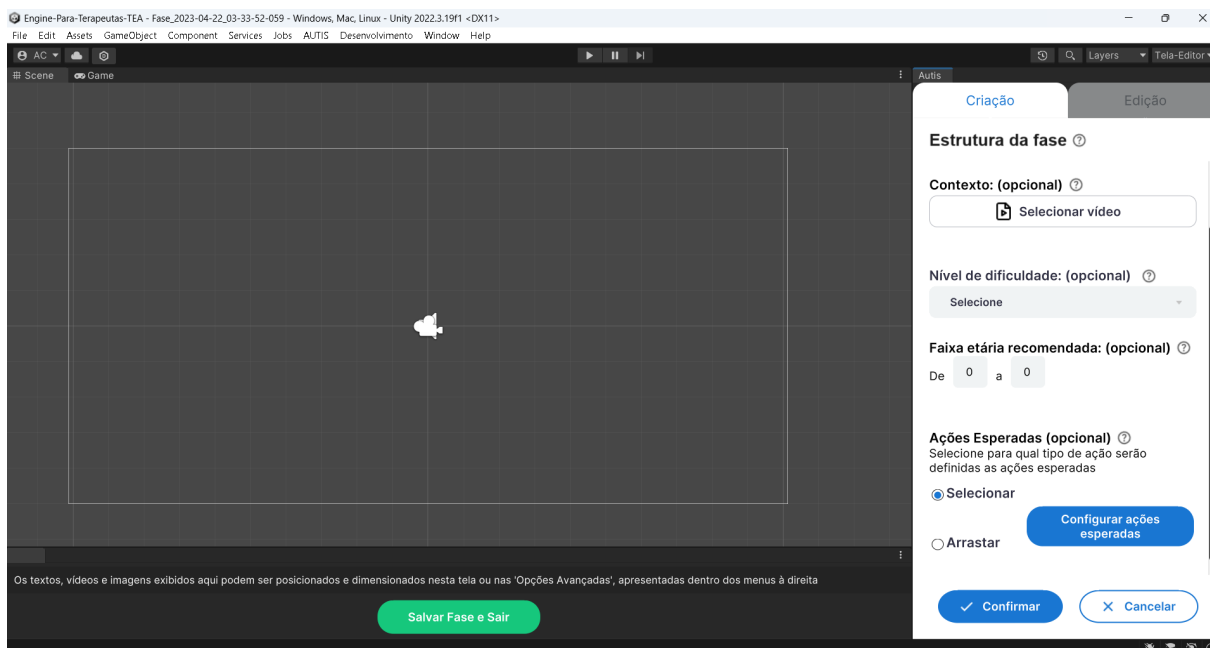 Engine-Para-Terapeutas-TEA - Fase_2023-04-22_03-33-52-059 - Windows, Mac, Linux - Unity 2022.3.19f1 <DX11>
File Edit Assets GameObject Component Services Jobs AUTIS Desenvolvimento Window Help
AC Layers Tela-Editor
Scene Game Autis
Criação Edição
Estrutura da fase
Contexto: (opcional)
Selecionar vídeo
Nível de dificuldade: (opcional)
Selecione
Faixa etária recomendada: (opcional)
De 0 a 0
Ações Esperadas (opcional)
Selecione para qual tipo de ação serão
definidas as ações esperadas
Selecionar
Configurar ações
esperadas
Arrastar
Confirmar Cancelar
Os textos, vídeos e imagens exibidos aqui podem ser posicionados e dimensionados nesta tela ou nas 'Opções Avançadas', apresentadas dentro dos menus à direita
Salvar Fase e Sair